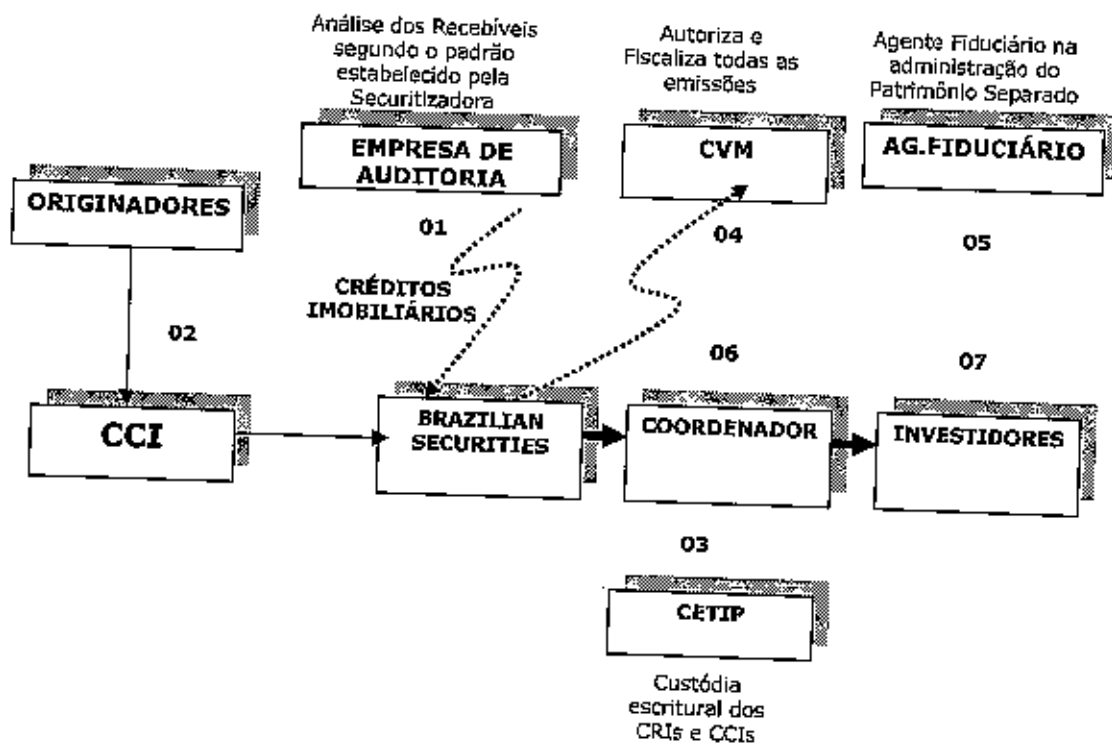 Análise dos Recebíveis
segundo o padrão
estabelecido pela
Securitizadora
Autoriza e
Fiscaliza todas as
emissões
Agente Fiduciário na
administração do
Patrimônio Separado
EMPRESA DE
AUDITORIA
CVM
AG.FIDUCIÁRIO
ORIGINADORES
01
04
05
CRÉDITOS
IMOBILIÁRIOS
02
06
07
CCI
BRAZILIAN
SECURITIES
COORDENADOR
INVESTIDORES
03
CETIP
Custódia
escritural dos
CRIs e CCIs